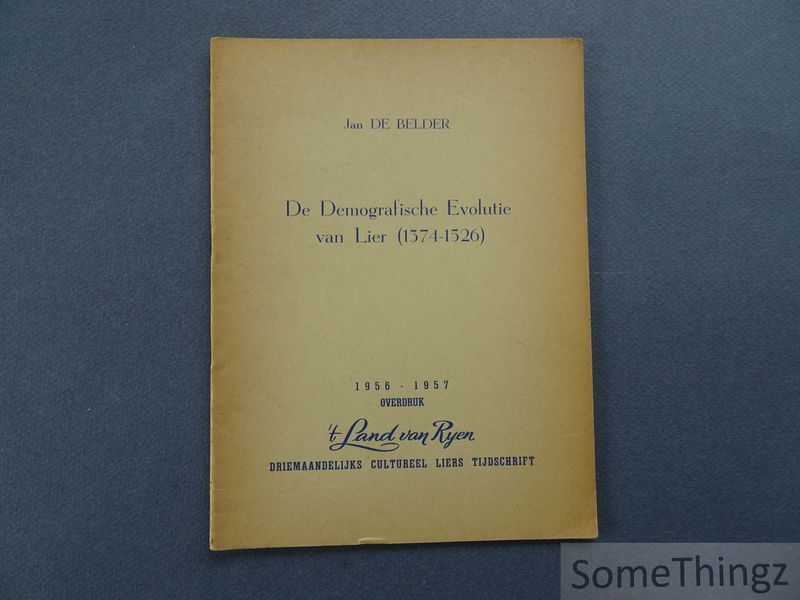 Jan DE BELDER
De Demografische Evolutie
van Lier (1374-1526)
1956 - 1957
OVERDRUK
't Land van Ryen
DRIEMAANDELIJKS CULTUREEL LIERS TIJDSCHRIFT
SomeThingz